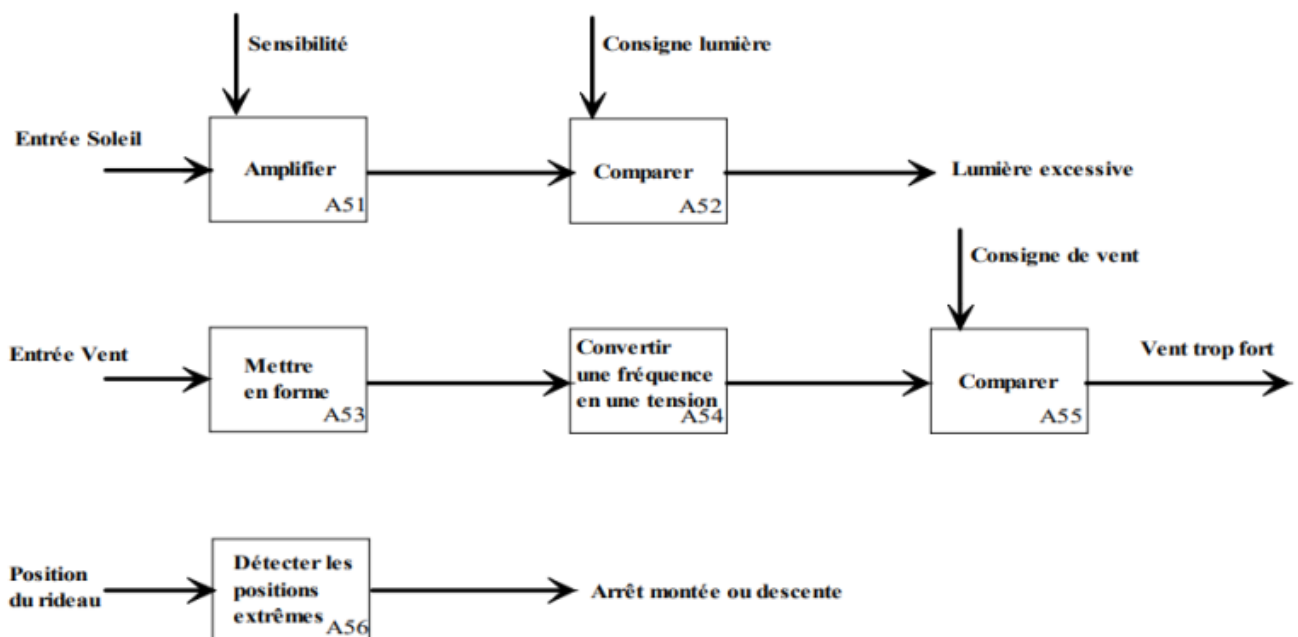 Sensibilité
Consigne lumière
Entrée Soleil
Amplifier
A51
Comparer
A52
Lumière excessive
Consigne de vent
Entrée Vent
Mettre
en forme
A53
Convertir
une fréquence
en une tension
A54
Comparer
A55
Vent trop fort
Position
du rideau
Détecter les
positions
extrêmes
A56
Arrêt montée ou descente